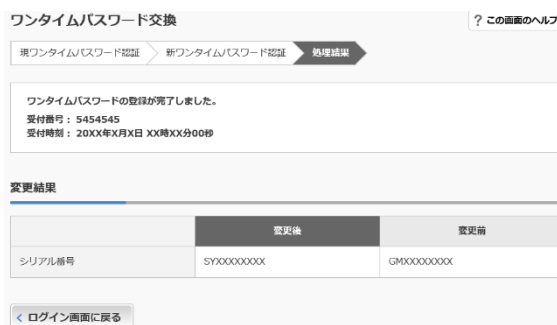 ワンタイムパスワード交換
? この画面のヘルプ
現ワンタイムパスワード認証 新ワンタイムパスワード認証 処理結果
ワンタイムパスワードの登録が完了しました。
受付番号： 5454545
受付時刻： 20XX年X月X日 XX時XX分00秒
変更結果
変更後 変更前
シリアル番号 SYXXXXXXXX GMXXXXXXXX
< ログイン画面に戻る